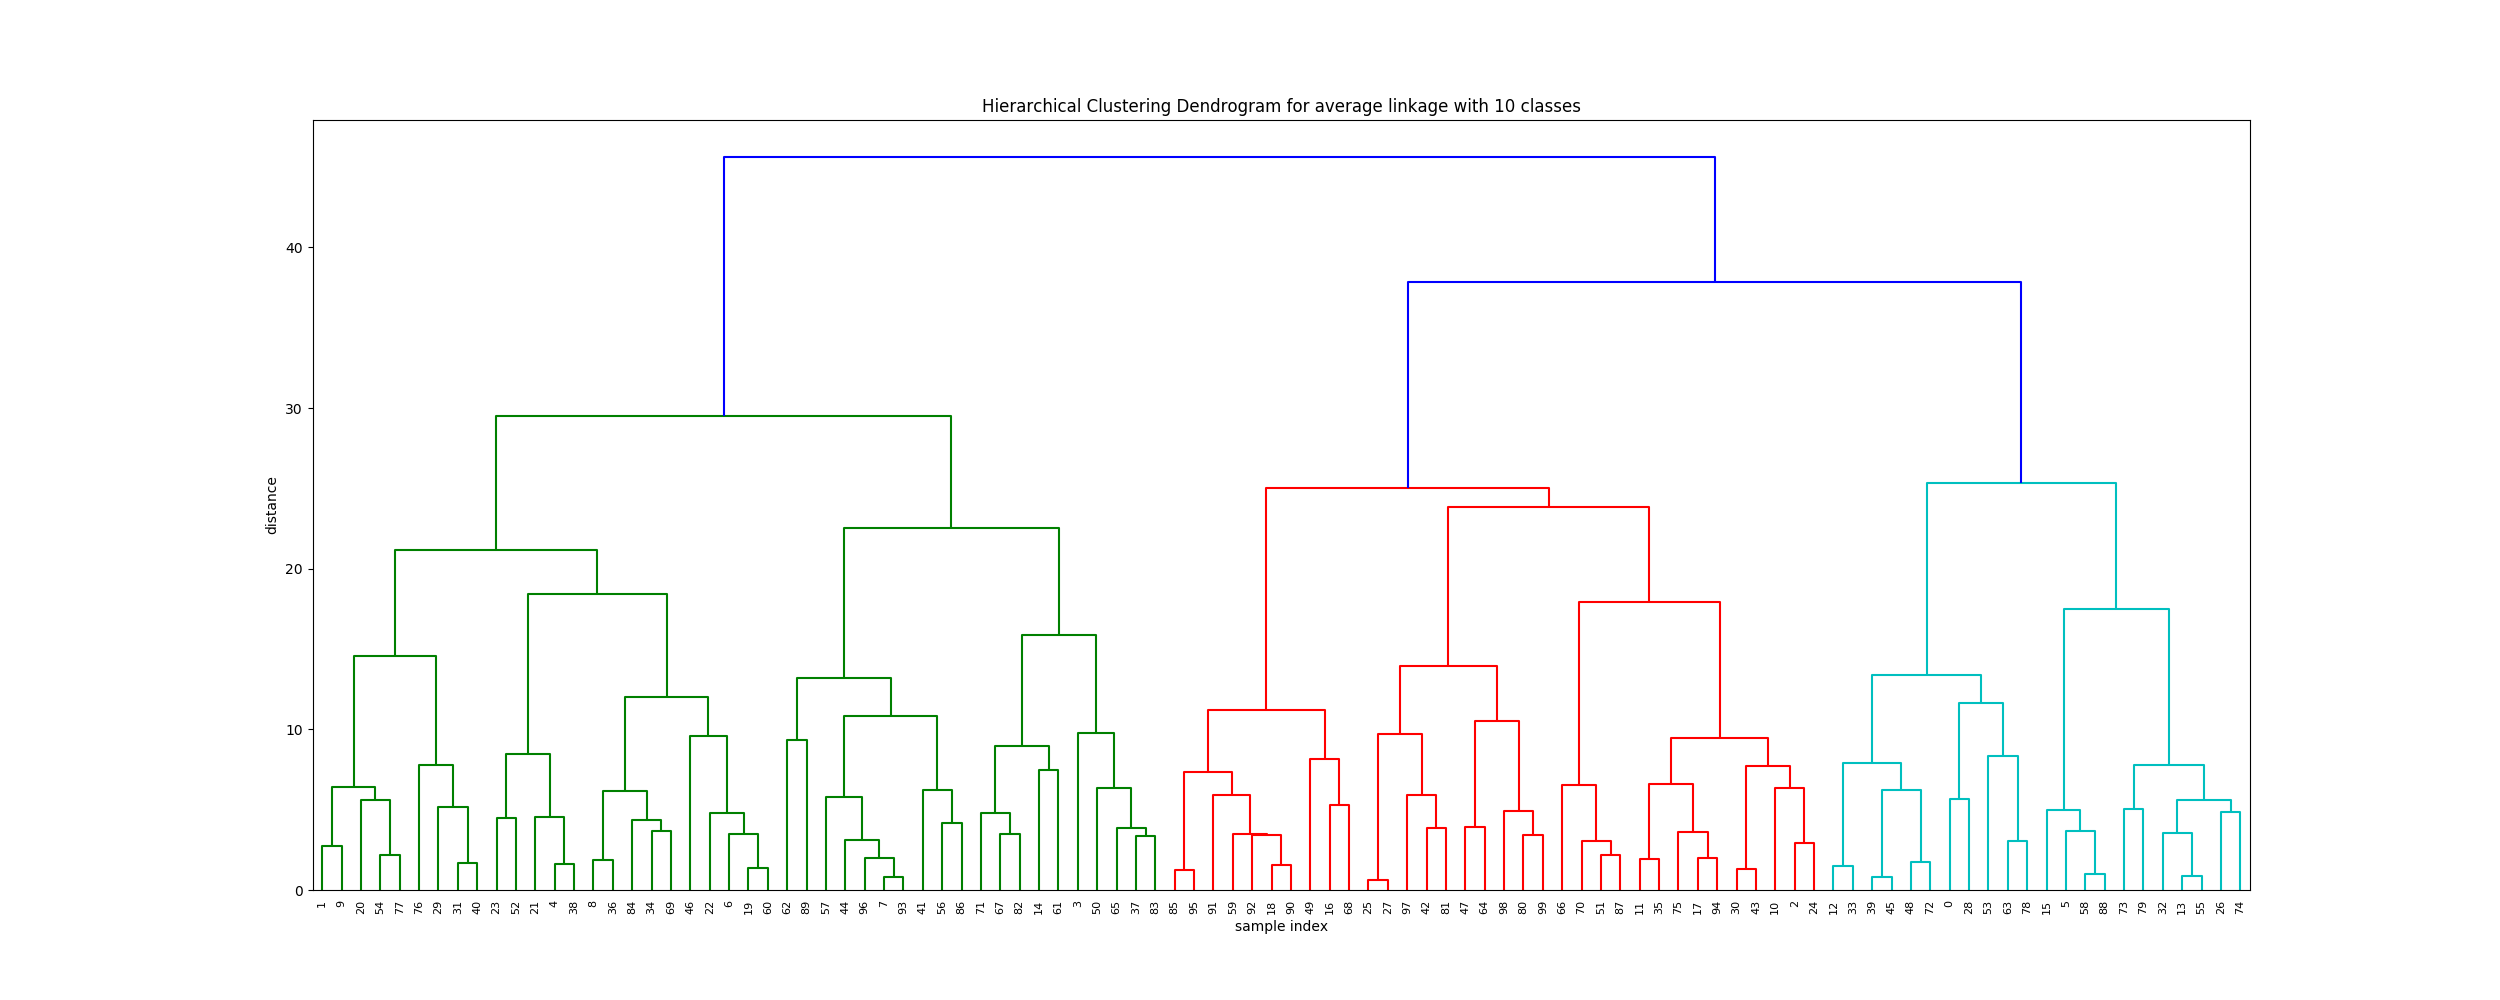 Hierarchical Clustering Dendrogram for average linkage with 10 classes
40
30
20
10
0
distance
1 9 20 54 77 76 29 31 40 23 52 21 4 38 8 36 84 34 69 46 22 6 19 60 62 89 57 44 96 7 93 41 56 86 71 67 82 14 61 3 50 65 37 83 85 95 91 59 92 18 90 49 16 68 25 27 97 42 81 47 64 98 80 99 66 70 51 87 11 35 75 17 94 30 43 10 2 24 12 33 39 45 48 72 0 28 53 63 78 15 5 58 88 73 79 32 13 55 26 74
sample index